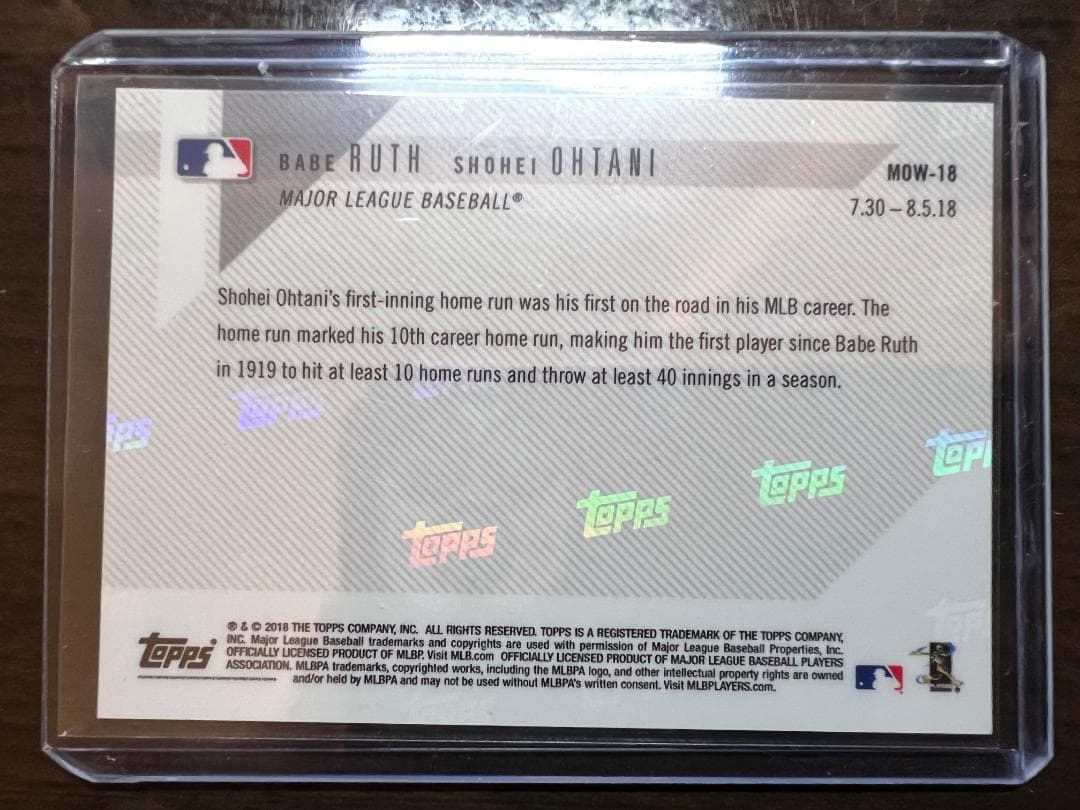 BABE RUTH SHOHEI OHTANI
MOW-18
MAJOR LEAGUE BASEBALL®
7.30 – 8.5.18
Shohei Ohtani's first-inning home run was his first on the road in his MLB career. The
home run marked his 10th career home run, making him the first player since Babe Ruth
in 1919 to hit at least 10 home runs and throw at least 40 innings in a season.
Topps
Topps
Topps
Topps
Topps
® & © 2018 THE TOPPS COMPANY, INC. ALL RIGHTS RESERVED. TOPPS IS A REGISTERED TRADEMARK OF THE TOPPS COMPANY,
INC. Major League Baseball trademarks and copyrights are used with permission of Major League Baseball Properties, Inc.
OFFICIALLY LICENSED PRODUCT OF MLBP. Visit MLB.com OFFICIALLY LICENSED PRODUCT OF MAJOR LEAGUE BASEBALL PLAYERS
ASSOCIATION. MLBPA trademarks, copyrighted works, including the MLBPA logo, and other intellectual property rights are owned
and/or held by MLBPA and may not be used without MLBPA's written consent. Visit MLBPLAYERS.com.